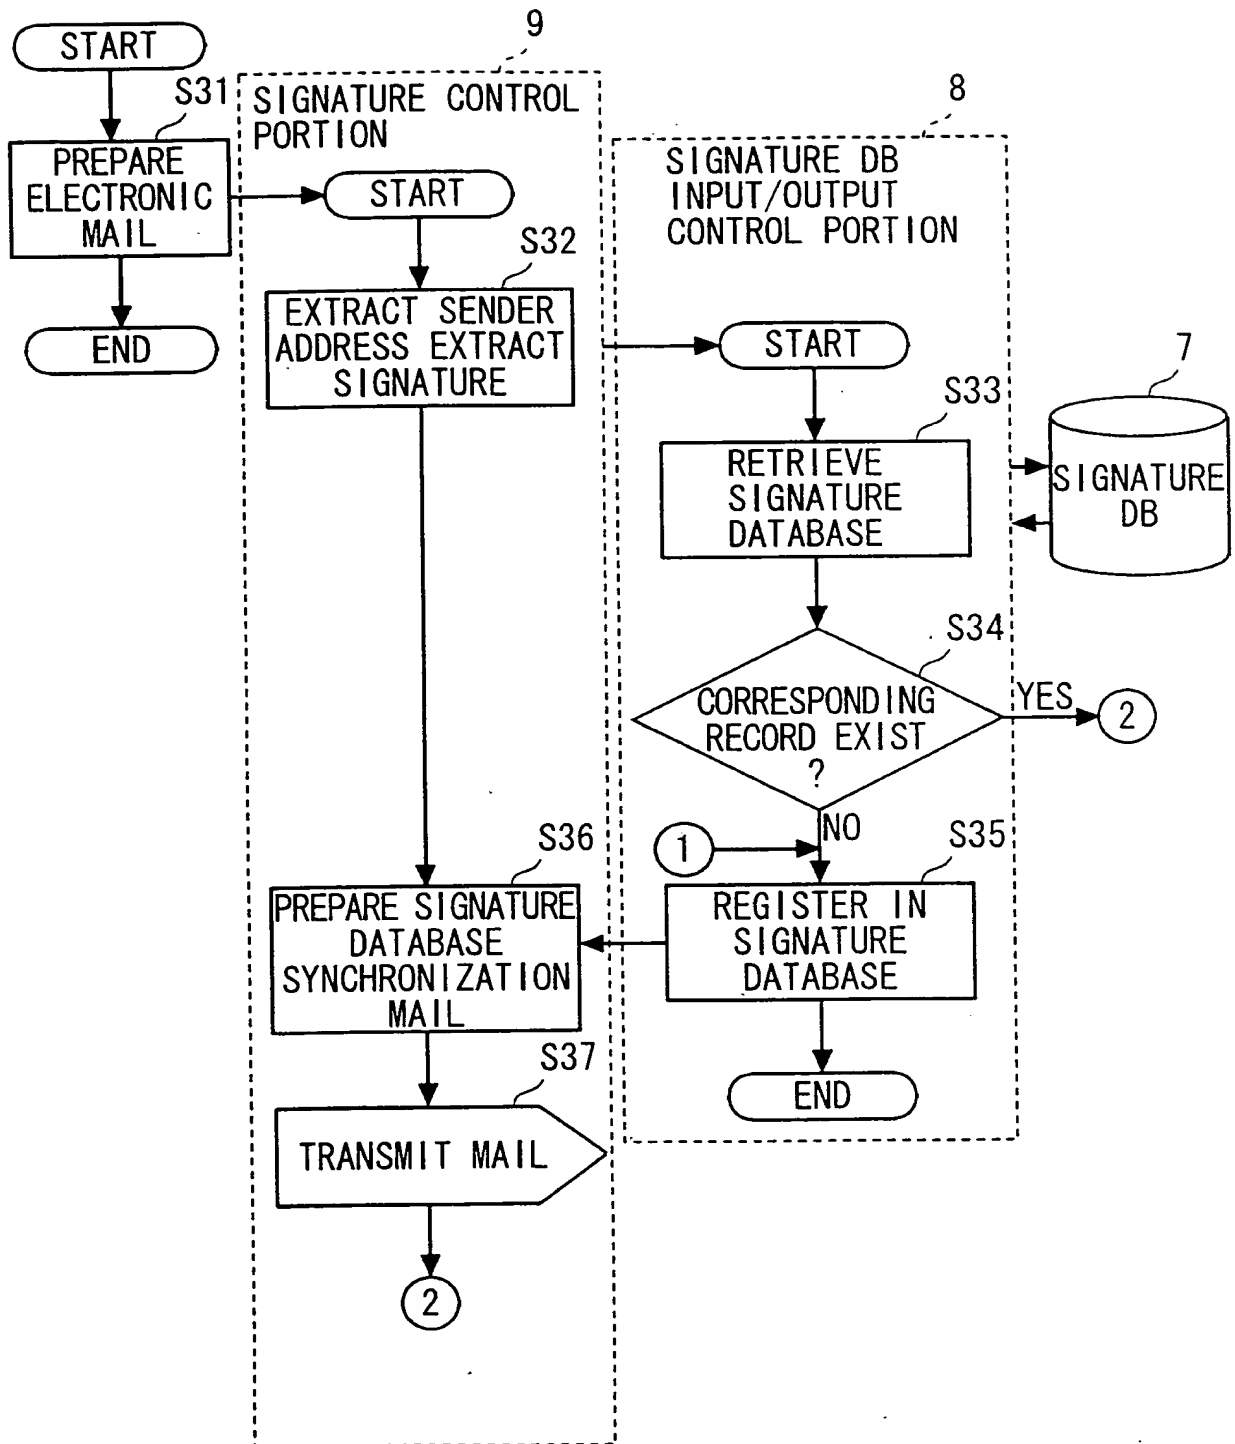 START
S31
PREPARE
ELECTRONIC
MAIL
END
9
SIGNATURE CONTROL
PORTION
START
S32
EXTRACT SENDER
ADDRESS EXTRACT
SIGNATURE
8
SIGNATURE DB
INPUT/OUTPUT
CONTROL PORTION
START
S33
RETRIEVE
SIGNATURE
DATABASE
7
SIGNATURE
DB
S34
CORRESPONDING
RECORD EXIST
?
YES
2
NO
1
S35
REGISTER IN
SIGNATURE
DATABASE
END
S36
PREPARE SIGNATURE
DATABASE
SYNCHRONIZATION
MAIL
S37
TRANSMIT MAIL
2